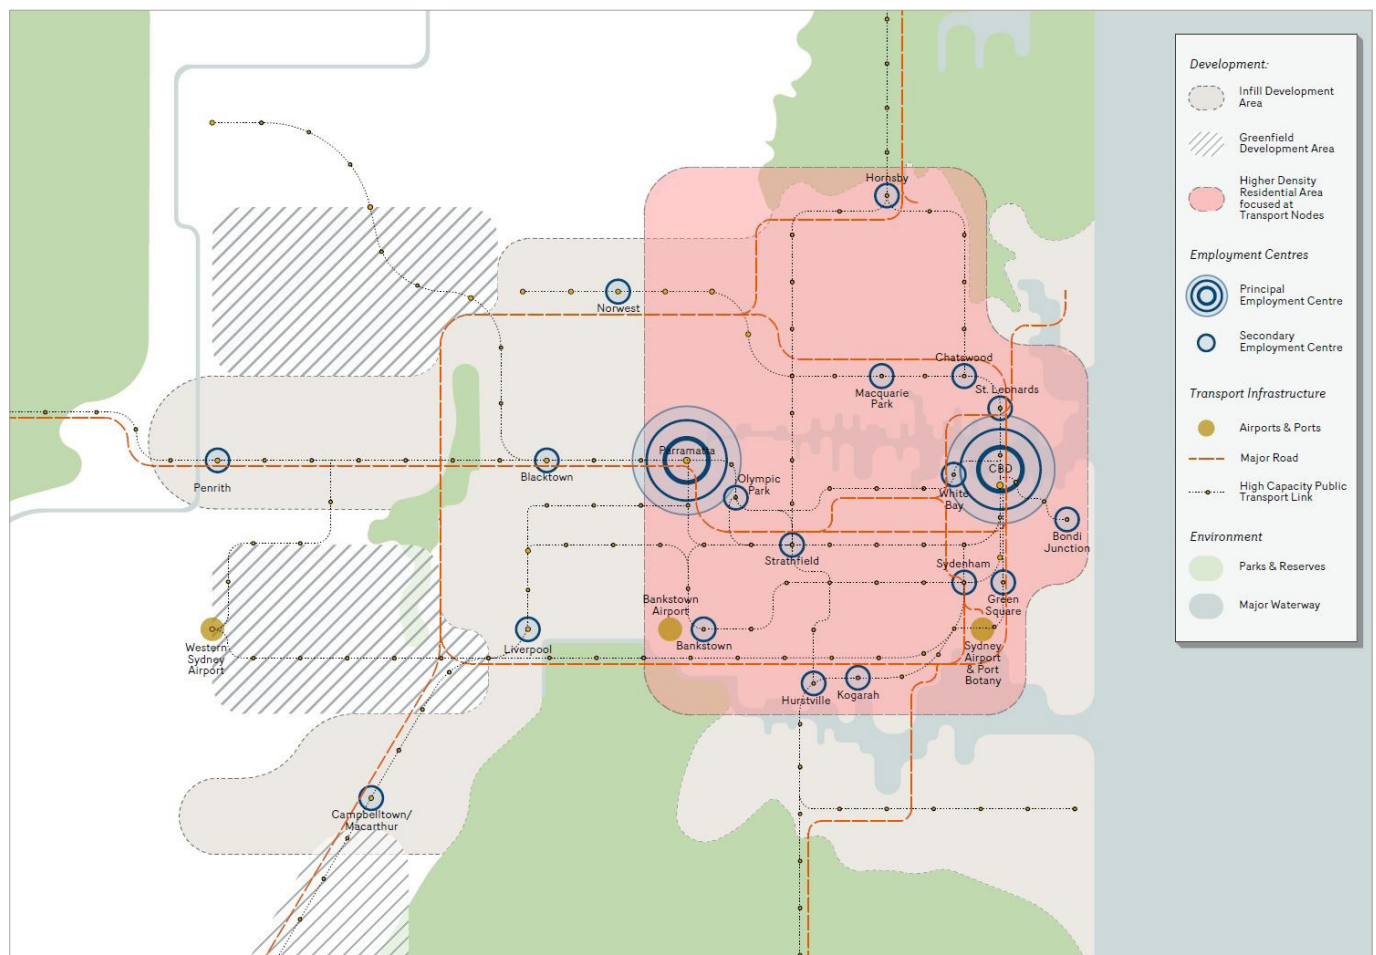 Hornsby
Norwest
Chatswood
Macquarie
Park
St. Leonards
Parramatta
CBD
Penrith
Blacktown
Olympic
Park
White
Bay
Bondi
Junction
Strathfield
Sydenham
Green
Square
Bankstown
Airport
Bankstown
Western
Sydney
Airport
Liverpool
Sydney
Airport
& Port
Botany
Hurstville
Kogarah
Campbelltown/
Macarthur
Development:
Infill Development
Area
Greenfield
Development Area
Higher Density
Residential Area
focused at
Transport Nodes
Employment Centres
Principal
Employment Centre
Secondary
Employment Centre
Transport Infrastructure
Airports & Ports
Major Road
High Capacity Public
Transport Link
Environment
Parks & Reserves
Major Waterway